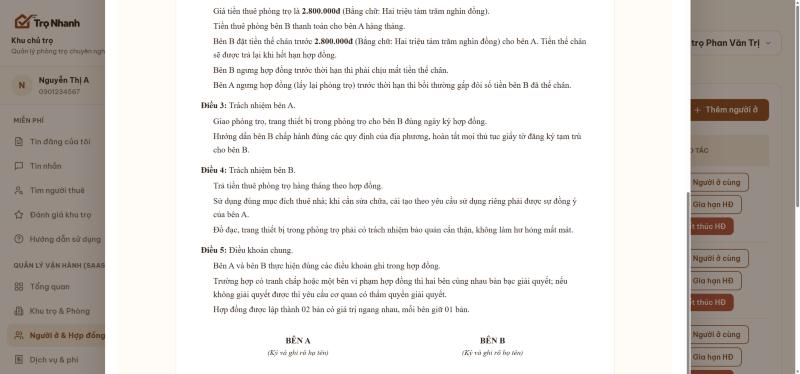 Trọ Nhanh
Khu chủ trọ
Quản lý phòng trọ chuyên ngh
N
Nguyễn Thị A
0901234567
MIỄN PHÍ
Tin đăng của tôi
Tin nhắn
Tìm người thuê
Đánh giá khu trọ
Hướng dẫn sử dụng
QUẢN LÝ VẬN HÀNH (SAAS
Tổng quan
Khu trọ & Phòng
Người ở & Hợp đồng
Dịch vụ & phí
Giá tiền thuê phòng trọ là 2.800.000đ (Bằng chữ: Hai triệu tám trăm nghìn đồng).
Tiền thuê phòng bên B thanh toán cho bên A hàng tháng.
Bên B đặt tiền thế chân trước 2.800.000đ (Bằng chữ: Hai triệu tám trăm nghìn đồng) cho bên A. Tiền thế chân
sẽ được trả lại khi hết hạn hợp đồng.
Bên B ngưng hợp đồng trước thời hạn thì phải chịu mất tiền thế chân.
Bên A ngưng hợp đồng (lấy lại phòng trọ) trước thời hạn thì bồi thường gấp đôi số tiền bên B đã thế chân.
Điều 3: Trách nhiệm bên A.
Giao phòng trọ, trang thiết bị trong phòng trọ cho bên B đúng ngày ký hợp đồng.
Hướng dẫn bên B chấp hành đúng các quy định của địa phương, hoàn tất mọi thủ tục giấy tờ đăng ký tạm trú
cho bên B.
Điều 4: Trách nhiệm bên B.
Trả tiền thuê phòng trọ hàng tháng theo hợp đồng.
Sử dụng đúng mục đích thuê nhà; khi cần sửa chữa, cải tạo theo yêu cầu sử dụng riêng phải được sự đồng ý
của bên A.
Đồ đạc, trang thiết bị trong phòng trọ phải có trách nhiệm bảo quản cẩn thận, không làm hư hỏng mất mát.
Điều 5: Điều khoản chung.
Bên A và bên B thực hiện đúng các điều khoản ghi trong hợp đồng.
Trường hợp có tranh chấp hoặc một bên vi phạm hợp đồng thì hai bên cùng nhau bàn bạc giải quyết; nếu
không giải quyết được thì yêu cầu cơ quan có thẩm quyền giải quyết.
Hợp đồng được lập thành 02 bản có giá trị ngang nhau, mỗi bên giữ 01 bản.
BÊN A
BÊN B
(Ký và ghi rõ họ tên)
(Ký và ghi rõ họ tên)
trọ Phan Văn Trị
+ Thêm người ở
O TÁC
Người ở cùng
Gia hạn HĐ
t thúc HĐ
Người ở cùng
Gia hạn HĐ
t thúc HĐ
Người ở cùng
Gia hạn HĐ